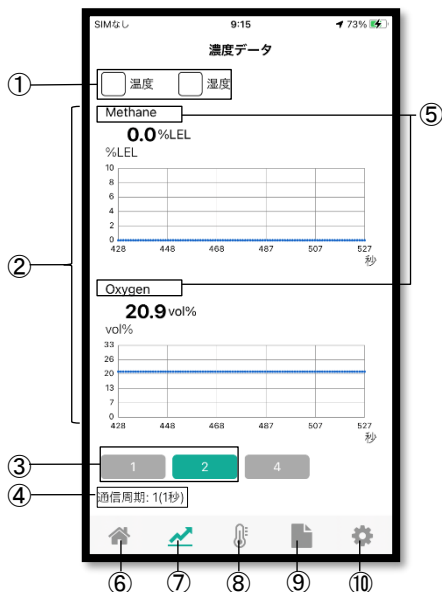 SIMなし 9:15 73%
濃度データ
① 温度 湿度
Methane ⑤
0.0 %LEL
%LEL
10
8
6
4
2
0
428 448 468 487 507 527
秒
②
Oxygen
20.9 vol%
vol%
33
26
20
13
7
0
428 448 468 487 507 527
秒
③ 1 2 4
④ 通信周期: 1(1秒)
⑥ ⑦ ⑧ ⑨ ⑩